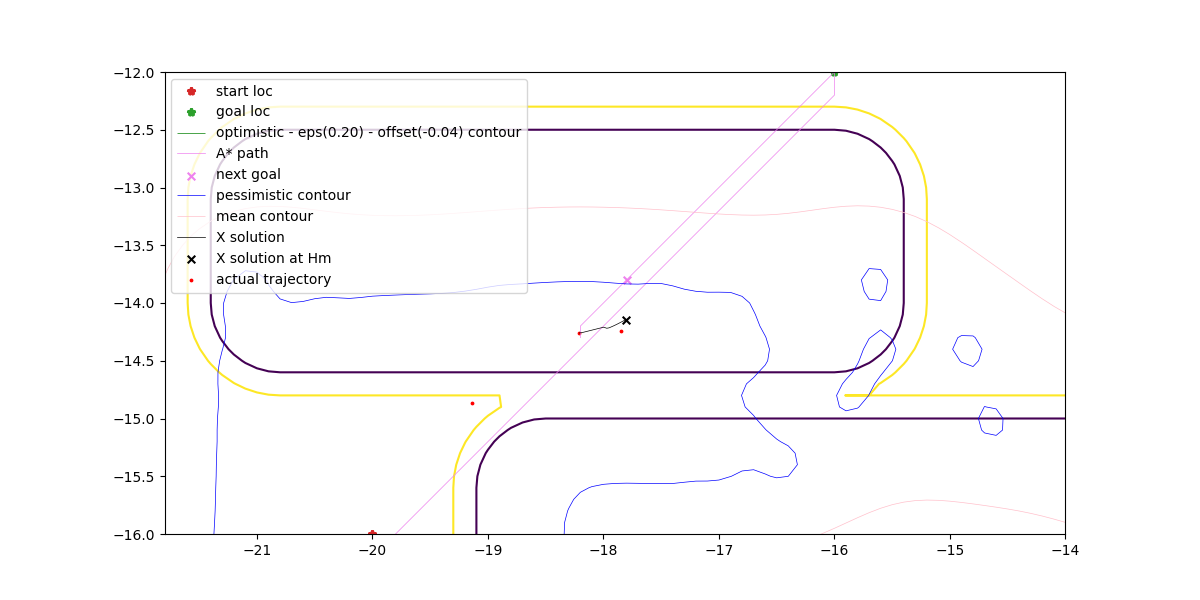 −12.0
−12.5
−13.0
−13.5
−14.0
−14.5
−15.0
−15.5
−16.0
start loc
goal loc
optimistic - eps(0.20) - offset(-0.04) contour
A* path
next goal
pessimistic contour
mean contour
X solution
X solution at Hm
actual trajectory
−21 −20 −19 −18 −17 −16 −15 −14